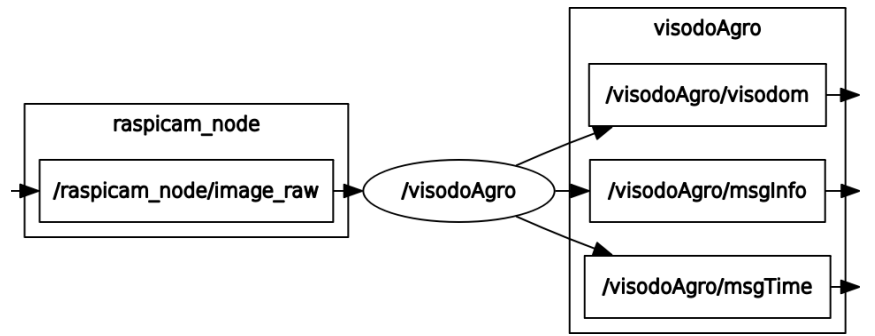 raspicam_node
/raspicam_node/image_raw
/visodoAgro
visodoAgro
/visodoAgro/visodom
/visodoAgro/msgInfo
/visodoAgro/msgTime